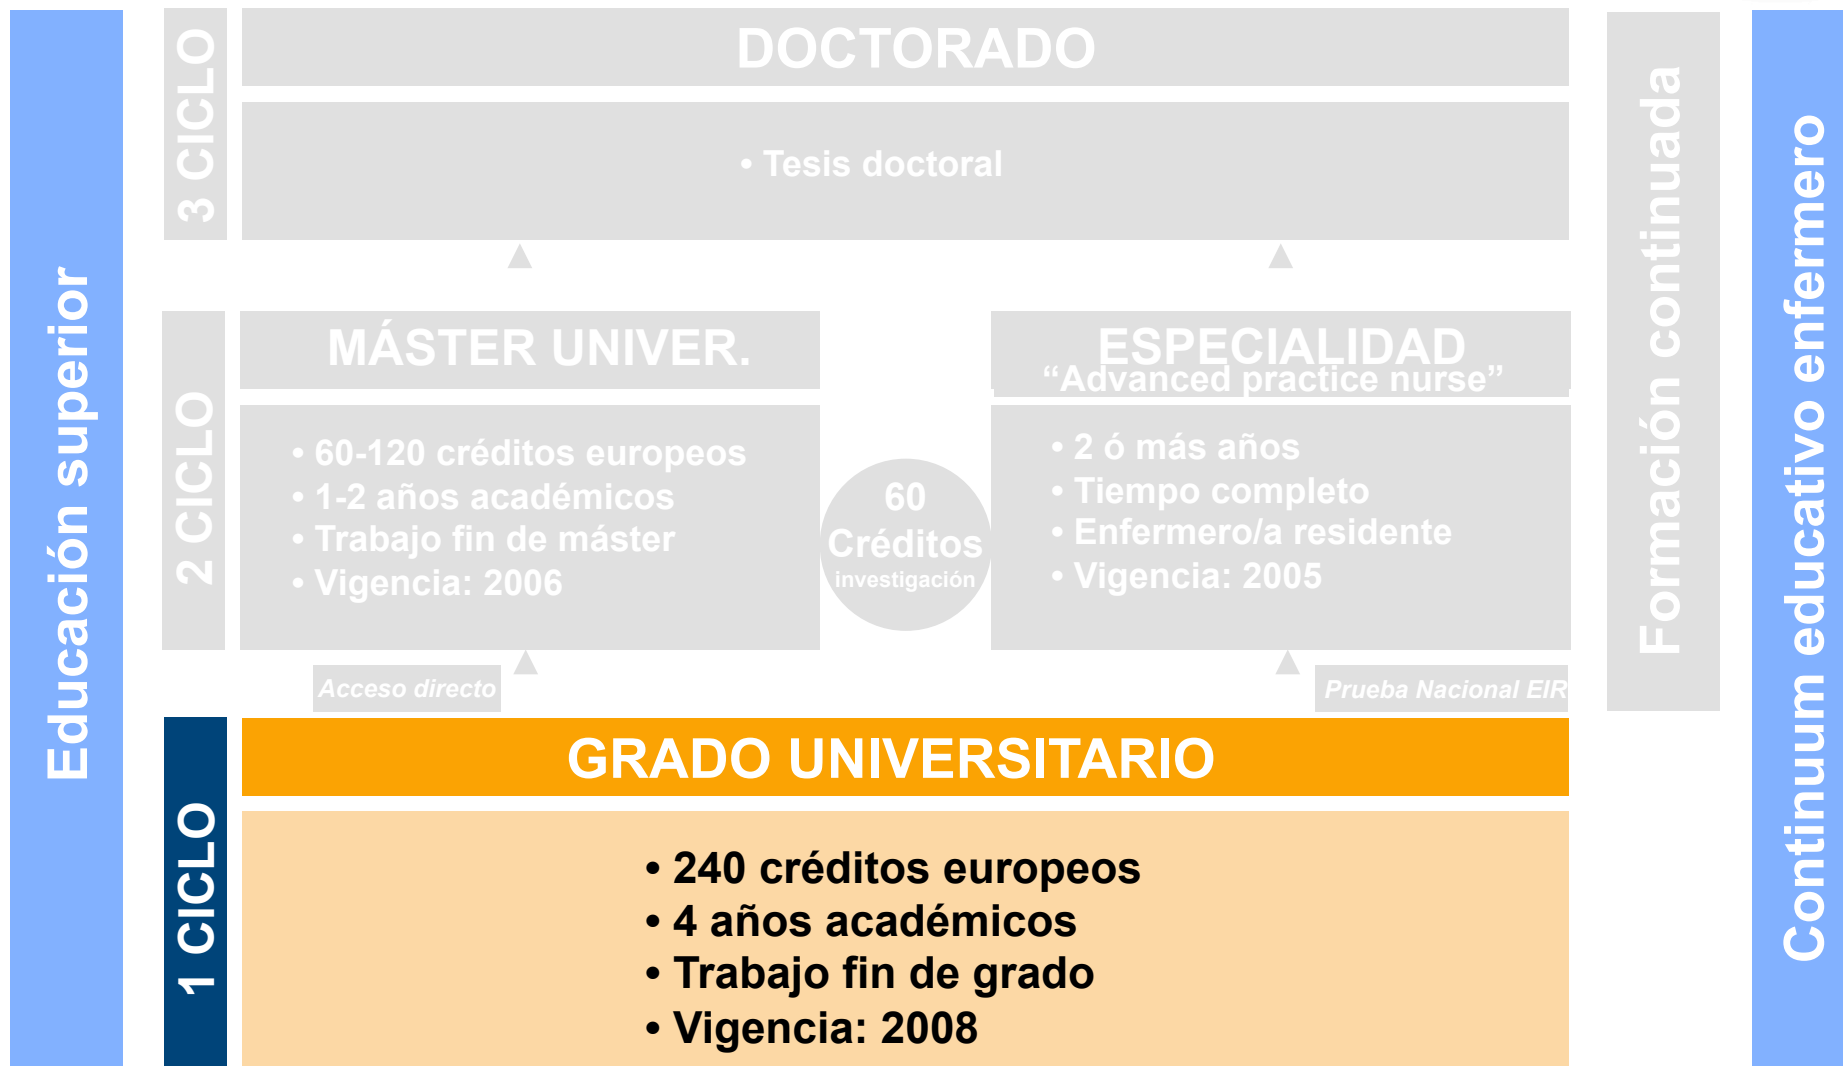 Educación superior
3 CICLO
DOCTORADO
• Tesis doctoral
2 CICLO
MÁSTER UNIVER.
• 60-120 créditos europeos
• 1-2 años académicos
• Trabajo fin de máster
• Vigencia: 2006
60
Créditos
investigación
ESPECIALIDAD
“Advanced practice nurse”
• 2 ó más años
• Tiempo completo
• Enfermero/a residente
• Vigencia: 2005
Acceso directo
Prueba Nacional EIR
1 CICLO
GRADO UNIVERSITARIO
• 240 créditos europeos
• 4 años académicos
• Trabajo fin de grado
• Vigencia: 2008
Formación continuada
Continuum educativo enfermero